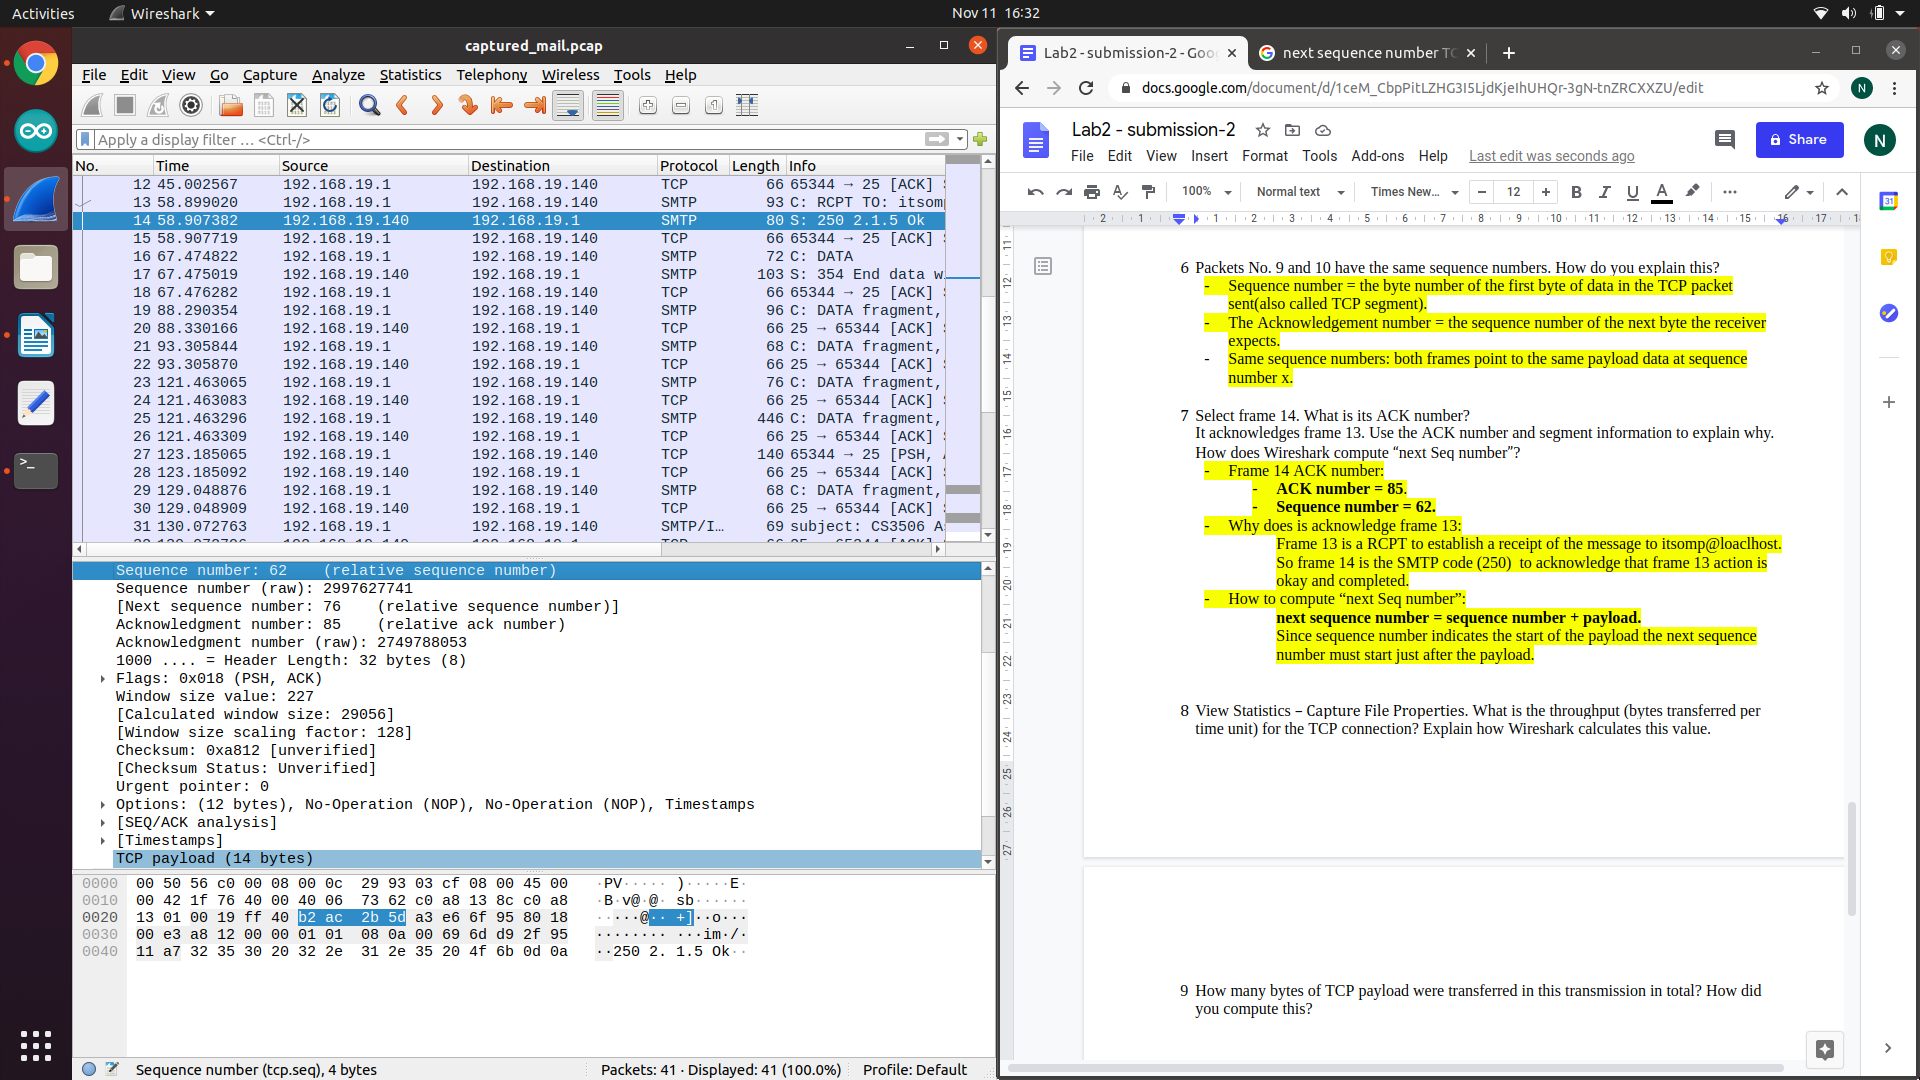 Activities
Wireshark
Nov 11 16:32
captured_mail.pcap
File Edit View Go Capture Analyze Statistics Telephony Wireless Tools Help
Apply a display filter … <Ctrl-/>
No. Time Source Destination Protocol Length Info
12 45.002567 192.168.19.1 192.168.19.140 TCP 66 65344 → 25 [ACK]
13 58.899020 192.168.19.1 192.168.19.140 SMTP 93 C: RCPT TO: itsom
14 58.907382 192.168.19.140 192.168.19.1 SMTP 80 S: 250 2.1.5 Ok
15 58.907719 192.168.19.1 192.168.19.140 TCP 66 65344 → 25 [ACK]
16 67.474822 192.168.19.1 192.168.19.140 SMTP 72 C: DATA
17 67.475019 192.168.19.140 192.168.19.1 SMTP 103 S: 354 End data w
18 67.476282 192.168.19.1 192.168.19.140 TCP 66 65344 → 25 [ACK]
19 88.290354 192.168.19.1 192.168.19.140 SMTP 96 C: DATA fragment,
20 88.330166 192.168.19.140 192.168.19.1 TCP 66 25 → 65344 [ACK]
21 93.305844 192.168.19.1 192.168.19.140 SMTP 68 C: DATA fragment,
22 93.305870 192.168.19.140 192.168.19.1 TCP 66 25 → 65344 [ACK]
23 121.463065 192.168.19.1 192.168.19.140 SMTP 76 C: DATA fragment,
24 121.463083 192.168.19.140 192.168.19.1 TCP 66 25 → 65344 [ACK]
25 121.463296 192.168.19.1 192.168.19.140 SMTP 446 C: DATA fragment,
26 121.463309 192.168.19.140 192.168.19.1 TCP 66 25 → 65344 [ACK]
27 123.185065 192.168.19.1 192.168.19.140 TCP 140 65344 → 25 [PSH,
28 123.185092 192.168.19.140 192.168.19.1 TCP 66 25 → 65344 [ACK]
29 129.048876 192.168.19.1 192.168.19.140 SMTP 68 C: DATA fragment,
30 129.048909 192.168.19.140 192.168.19.1 TCP 66 25 → 65344 [ACK]
31 130.072763 192.168.19.1 192.168.19.140 SMTP/I… 69 subject: CS3506 A
Sequence number: 62 (relative sequence number)
Sequence number (raw): 2997627741
[Next sequence number: 76 (relative sequence number)]
Acknowledgment number: 85 (relative ack number)
Acknowledgment number (raw): 2749788053
1000 .... = Header Length: 32 bytes (8)
Flags: 0x018 (PSH, ACK)
Window size value: 227
[Calculated window size: 29056]
[Window size scaling factor: 128]
Checksum: 0xa812 [unverified]
[Checksum Status: Unverified]
Urgent pointer: 0
Options: (12 bytes), No-Operation (NOP), No-Operation (NOP), Timestamps
[SEQ/ACK analysis]
[Timestamps]
TCP payload (14 bytes)
0000 00 50 56 c0 00 08 00 0c 29 93 03 cf 08 00 45 00 ·PV····· )·····E·
0010 00 42 1f 76 40 00 40 06 73 62 c0 a8 13 8c c0 a8 ·B·v@·@· sb······
0020 13 01 00 19 ff 40 b2 ac 2b 5d a3 e6 6f 95 80 18 ·····@·· +]··o···
0030 00 e3 a8 12 00 00 01 01 08 0a 00 69 6d d9 2f 95 ········ ···im·/·
0040 11 a7 32 35 30 20 32 2e 31 2e 35 20 4f 6b 0d 0a ··250 2. 1.5 Ok··
Sequence number (tcp.seq), 4 bytes
Packets: 41 · Displayed: 41 (100.0%)
Profile: Default
Lab2 - submission-2 - Goo
next sequence number TC
docs.google.com/document/d/1ceM_CbpPitLZHG3I5LjdKjeIhUHQr-3gN-tnZRCXXZU/edit
N
Lab2 - submission-2
Share
N
File Edit View Insert Format Tools Add-ons Help Last edit was seconds ago
100% Normal text Times New... 12 B I U A
2 1 1 2 3 4 5 6 7 8 9 10 11 12 13 14 15 16 17
11 12 13 14 15 16 17 18 19 20 21 22 23 24 25 26 27
31
6 Packets No. 9 and 10 have the same sequence numbers. How do you explain this?
- Sequence number = the byte number of the first byte of data in the TCP packet
sent(also called TCP segment).
- The Acknowledgement number = the sequence number of the next byte the receiver
expects.
- Same sequence numbers: both frames point to the same payload data at sequence
number x.
7 Select frame 14. What is its ACK number?
It acknowledges frame 13. Use the ACK number and segment information to explain why.
How does Wireshark compute “next Seq number”?
- Frame 14 ACK number:
- ACK number = 85.
- Sequence number = 62.
- Why does is acknowledge frame 13:
Frame 13 is a RCPT to establish a receipt of the message to itsomp@loaclhost.
So frame 14 is the SMTP code (250) to acknowledge that frame 13 action is
okay and completed.
- How to compute “next Seq number”:
next sequence number = sequence number + payload.
Since sequence number indicates the start of the payload the next sequence
number must start just after the payload.
8 View Statistics – Capture File Properties. What is the throughput (bytes transferred per
time unit) for the TCP connection? Explain how Wireshark calculates this value.
9 How many bytes of TCP payload were transferred in this transmission in total? How did
you compute this?